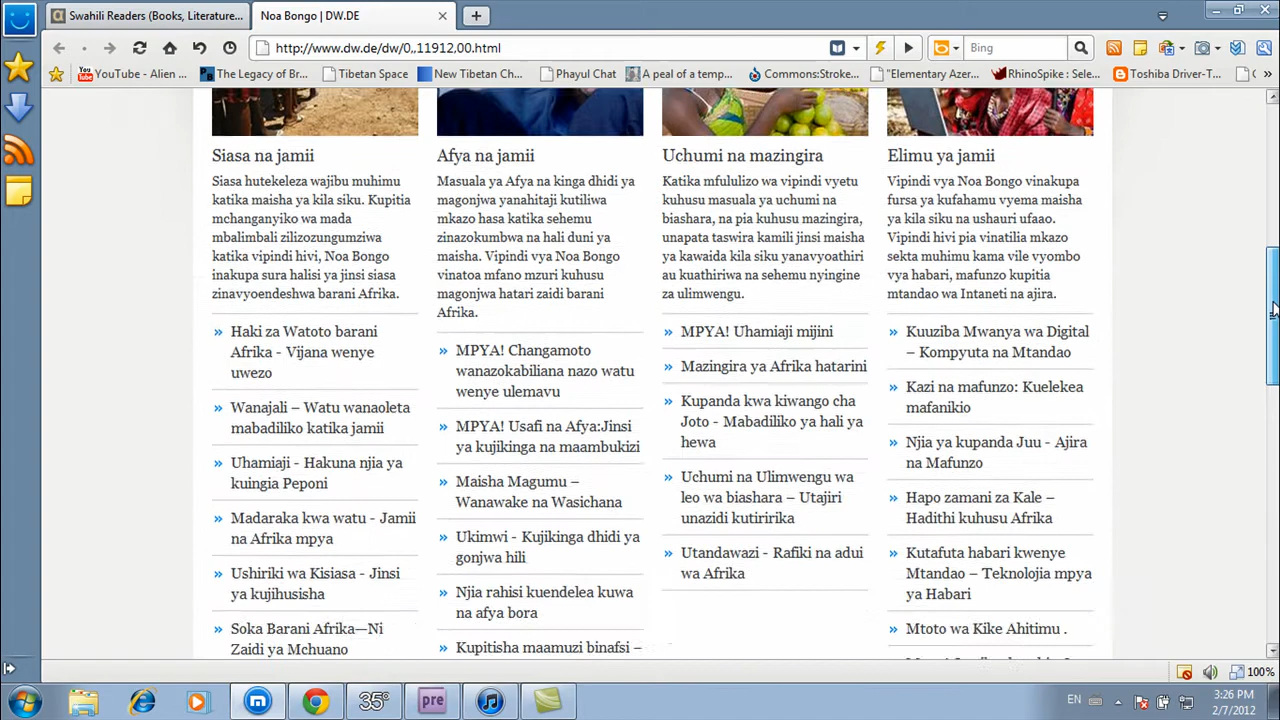 Swahili Readers (Books, Literature...
Noa Bongo | DW.DE
http://www.dw.de/dw/0,,11912,00.html
Bing
YouTube - Alien ...
The Legacy of Br...
Tibetan Space
New Tibetan Ch...
Phayul Chat
A peal of a temp...
Commons:Stroke...
"Elementary Azer...
RhinoSpike : Sele...
Toshiba Driver-T...
Siasa na jamii
Siasa hutekeleza wajibu muhimu
katika maisha ya kila siku. Kupitia
mchanganyiko wa mada
mbalimbali zilizozungumziwa
katika vipindi hivi, Noa Bongo
inakupa sura halisi ya jinsi siasa
zinavyoendeshwa barani Afrika.
» Haki za Watoto barani
Afrika - Vijana wenye
uwezo
» Wanajali – Watu wanaoleta
mabadiliko katika jamii
» Uhamiaji - Hakuna njia ya
kuingia Peponi
» Madaraka kwa watu - Jamii
na Afrika mpya
» Ushiriki wa Kisiasa - Jinsi
ya kujihusisha
» Soka Barani Afrika—Ni
Zaidi ya Mchuano
Afya na jamii
Masuala ya Afya na kinga dhidi ya
magonjwa yanahitaji kutiliwa
mkazo hasa katika sehemu
zinazokumbwa na hali duni ya
maisha. Vipindi vya Noa Bongo
vinatoa mfano mzuri kuhusu
magonjwa hatari zaidi barani
Afrika.
» MPYA! Changamoto
wanazokabiliana nazo watu
wenye ulemavu
» MPYA! Usafi na Afya:Jinsi
ya kujikinga na maambukizi
» Maisha Magumu –
Wanawake na Wasichana
» Ukimwi - Kujikinga dhidi ya
gonjwa hili
» Njia rahisi kuendelea kuwa
na afya bora
» Kupitisha maamuzi binafsi –
Uchumi na mazingira
Katika mfululizo wa vipindi vyetu
kuhusu masuala ya uchumi na
biashara, na pia kuhusu mazingira,
unapata taswira kamili jinsi maisha
ya kawaida kila siku yanavyoathiri
au kuathiriwa na sehemu nyingine
za ulimwengu.
» MPYA! Uhamiaji mijini
» Mazingira ya Afrika hatarini
» Kupanda kwa kiwango cha
Joto - Mabadiliko ya hali ya
hewa
» Uchumi na Ulimwengu wa
leo wa biashara – Utajiri
unazidi kutiririka
» Utandawazi - Rafiki na adui
wa Afrika
Elimu ya jamii
Vipindi vya Noa Bongo vinakupa
fursa ya kufahamu vyema maisha
ya kila siku na ushauri ufaao.
Vipindi hivi pia vinatilia mkazo
sekta muhimu kama vile vyombo
vya habari, mafunzo kupitia
mtandao wa Intaneti na ajira.
» Kuuziba Mwanya wa Digital
– Kompyuta na Mtandao
» Kazi na mafunzo: Kuelekea
mafanikio
» Njia ya kupanda Juu - Ajira
na Mafunzo
» Hapo zamani za Kale –
Hadithi kuhusu Afrika
» Kutafuta habari kwenye
Mtandao – Teknolojia mpya
ya Habari
» Mtoto wa Kike Ahitimu .
100%
35°
pre
EN
3:26 PM
2/7/2012